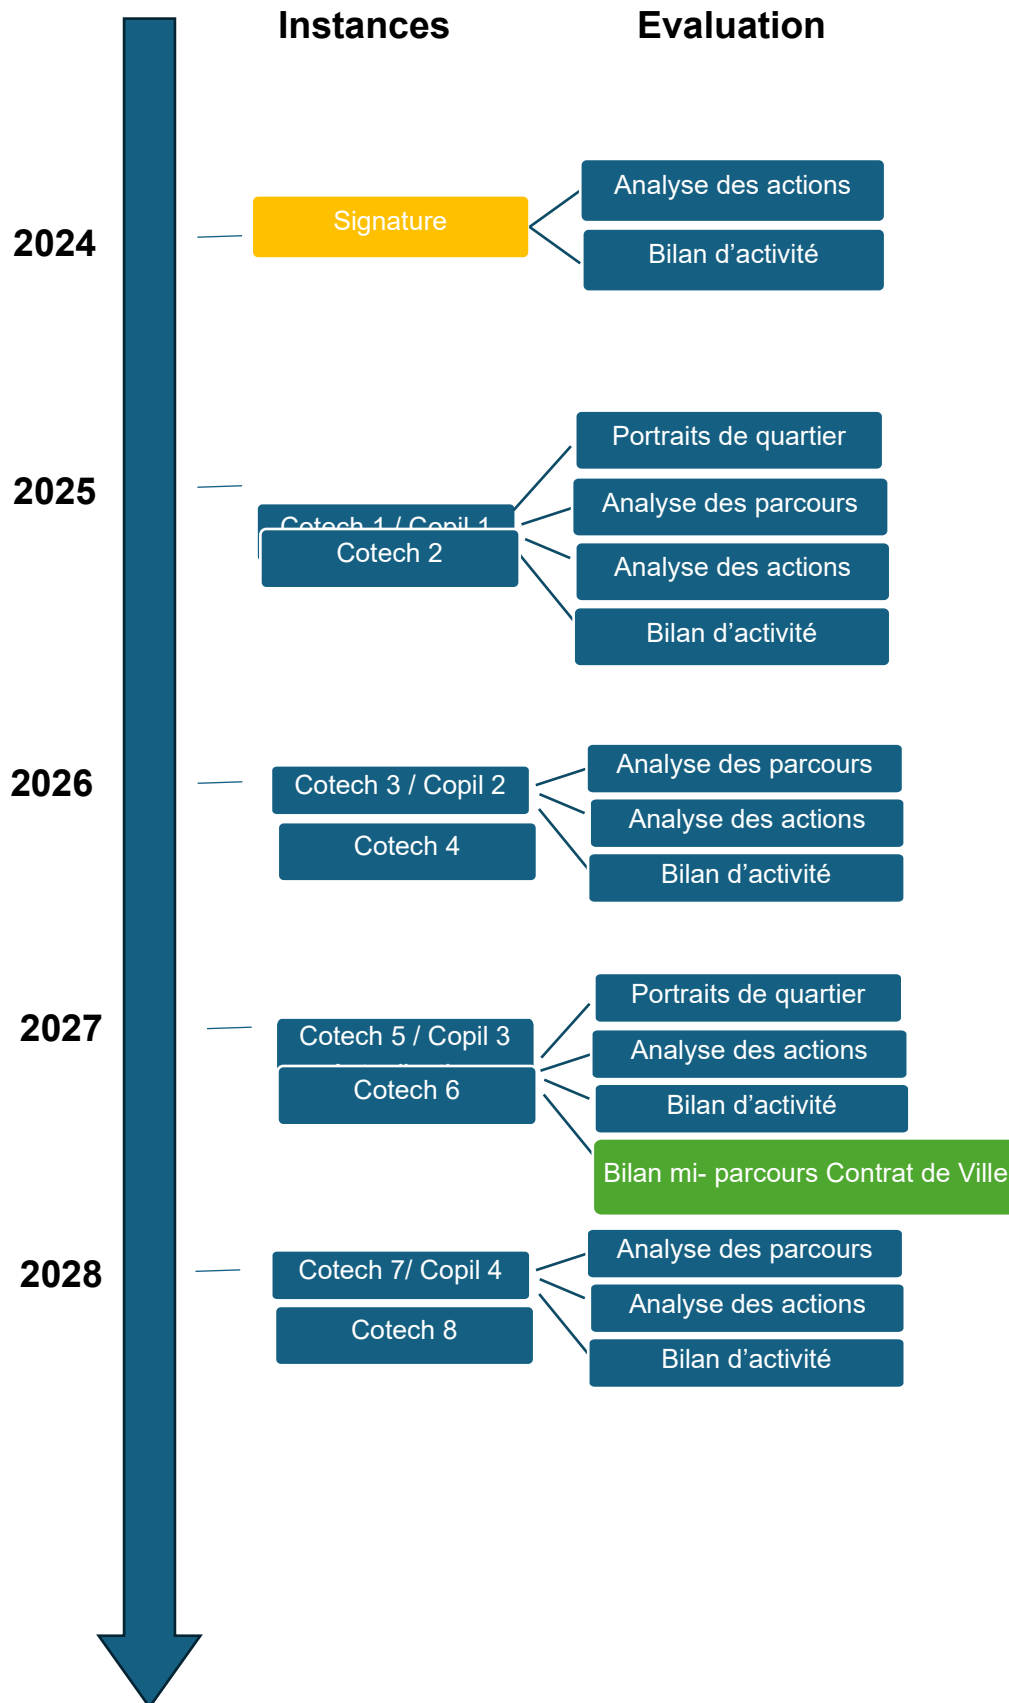 Instances
Evaluation
2024
Signature
Analyse des actions
Bilan d’activité
2025
Cotech 1 / Copil 1
Cotech 2
Portraits de quartier
Analyse des parcours
Analyse des actions
Bilan d’activité
2026
Cotech 3 / Copil 2
Cotech 4
Analyse des parcours
Analyse des actions
Bilan d’activité
2027
Cotech 5 / Copil 3
Cotech 6
Portraits de quartier
Analyse des actions
Bilan d’activité
Bilan mi- parcours Contrat de Ville
2028
Cotech 7/ Copil 4
Cotech 8
Analyse des parcours
Analyse des actions
Bilan d’activité